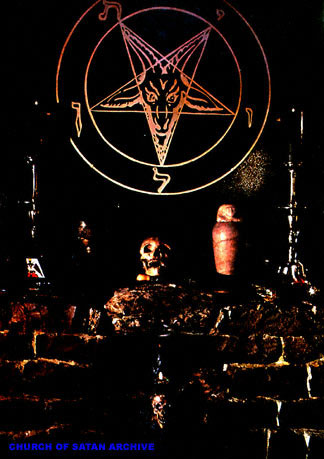 ל ו י ת ן
CHURCH OF SATAN ARCHIVE